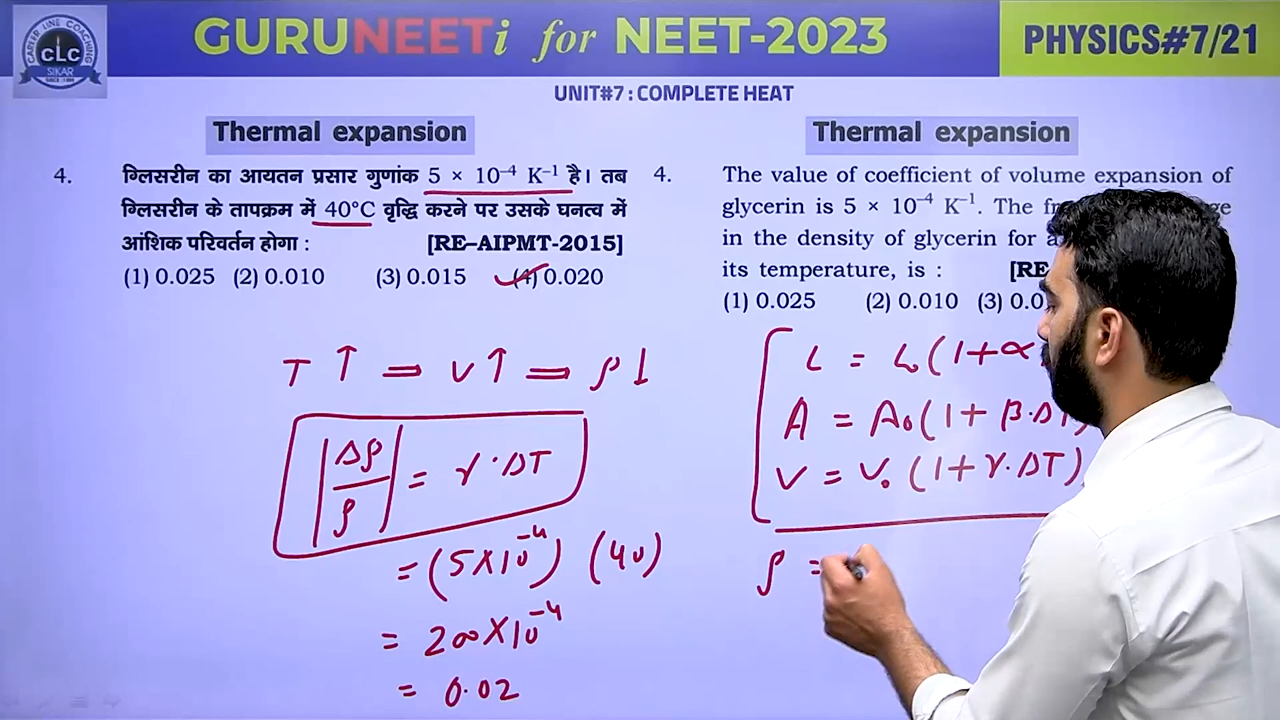 GURUNEETi for NEET-2023
PHYSICS#7/21
CAREER LINE COACHING
CLC
SIKAR
UNIT#7 : COMPLETE HEAT
Thermal expansion
4. ग्लिसरीन का आयतन प्रसार गुणांक 5 × 10⁻⁴ K⁻¹ है। तब
ग्लिसरीन के तापक्रम में 40°C वृद्धि करने पर उसके घनत्व में
आंशिक परिवर्तन होगा : [RE–AIPMT-2015]
(1) 0.025 (2) 0.010 (3) 0.015 (4) 0.020
T ↑ ⇒ V ↑ ⇒ ρ ↓
|Δρ/ρ| = γ·ΔT
= (5×10⁻⁴) (40)
= 200×10⁻⁴
= 0.02
Thermal expansion
4. The value of coefficient of volume expansion of
glycerin is 5 × 10⁻⁴ K⁻¹. The
in the density of glycerin for
its temperature, is : [RE
(1) 0.025 (2) 0.010 (3)
L = L₀(1+α
A = A₀(1+β·ΔT)
V = V₀(1+γ·ΔT)
ρ =